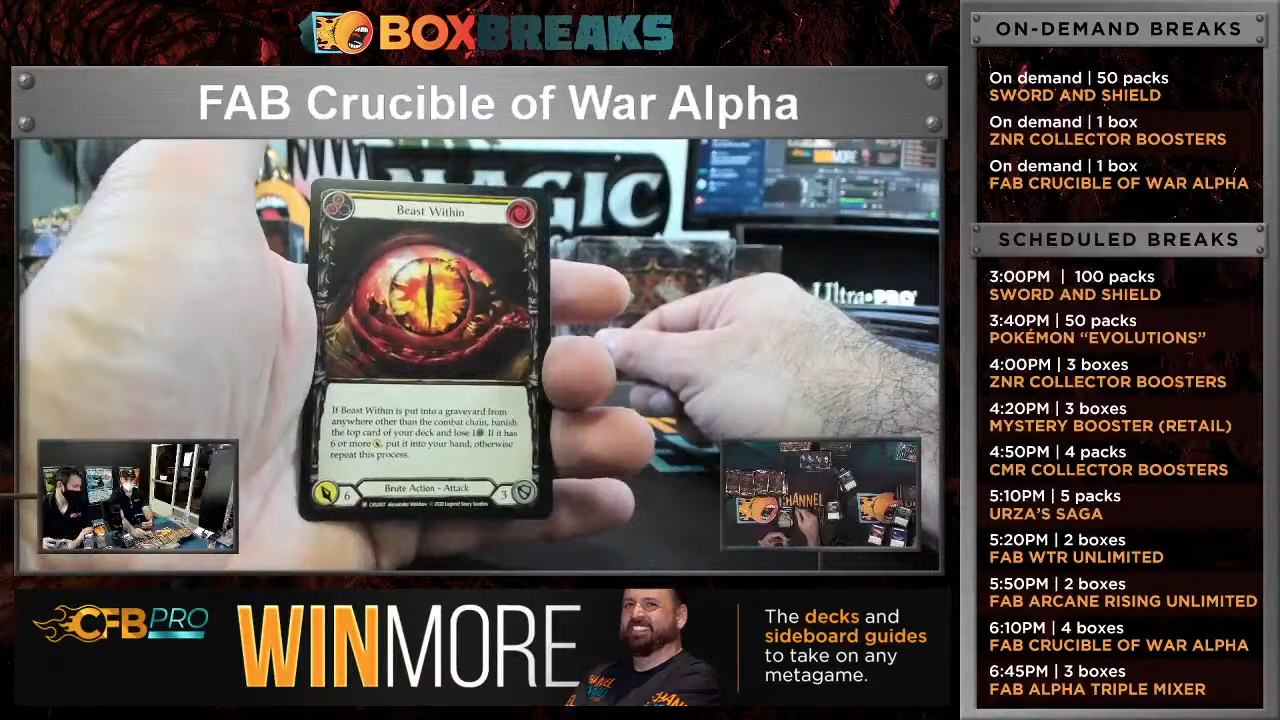 BOXBREAKS
FAB Crucible of War Alpha
MAGIC
WINMORE
Ultra•PRO
Beast Within
If Beast Within is put into a graveyard from
anywhere other than the combat chain, banish
the top card of your deck and lose 1. If it has
6 or more, put it into your hand, otherwise
repeat this process.
6
Brute Action – Attack
3
CHANNEL
CFBPRO
WINMORE
The decks and
sideboard guides
to take on any
metagame.
ON-DEMAND BREAKS
On demand | 50 packs
SWORD AND SHIELD
On demand | 1 box
ZNR COLLECTOR BOOSTERS
On demand | 1 box
FAB CRUCIBLE OF WAR ALPHA
SCHEDULED BREAKS
3:00PM | 100 packs
SWORD AND SHIELD
3:40PM | 50 packs
POKÉMON “EVOLUTIONS”
4:00PM | 3 boxes
ZNR COLLECTOR BOOSTERS
4:20PM | 3 boxes
MYSTERY BOOSTER (RETAIL)
4:50PM | 4 packs
CMR COLLECTOR BOOSTERS
5:10PM | 5 packs
URZA'S SAGA
5:20PM | 2 boxes
FAB WTR UNLIMITED
5:50PM | 2 boxes
FAB ARCANE RISING UNLIMITED
6:10PM | 4 boxes
FAB CRUCIBLE OF WAR ALPHA
6:45PM | 3 boxes
FAB ALPHA TRIPLE MIXER